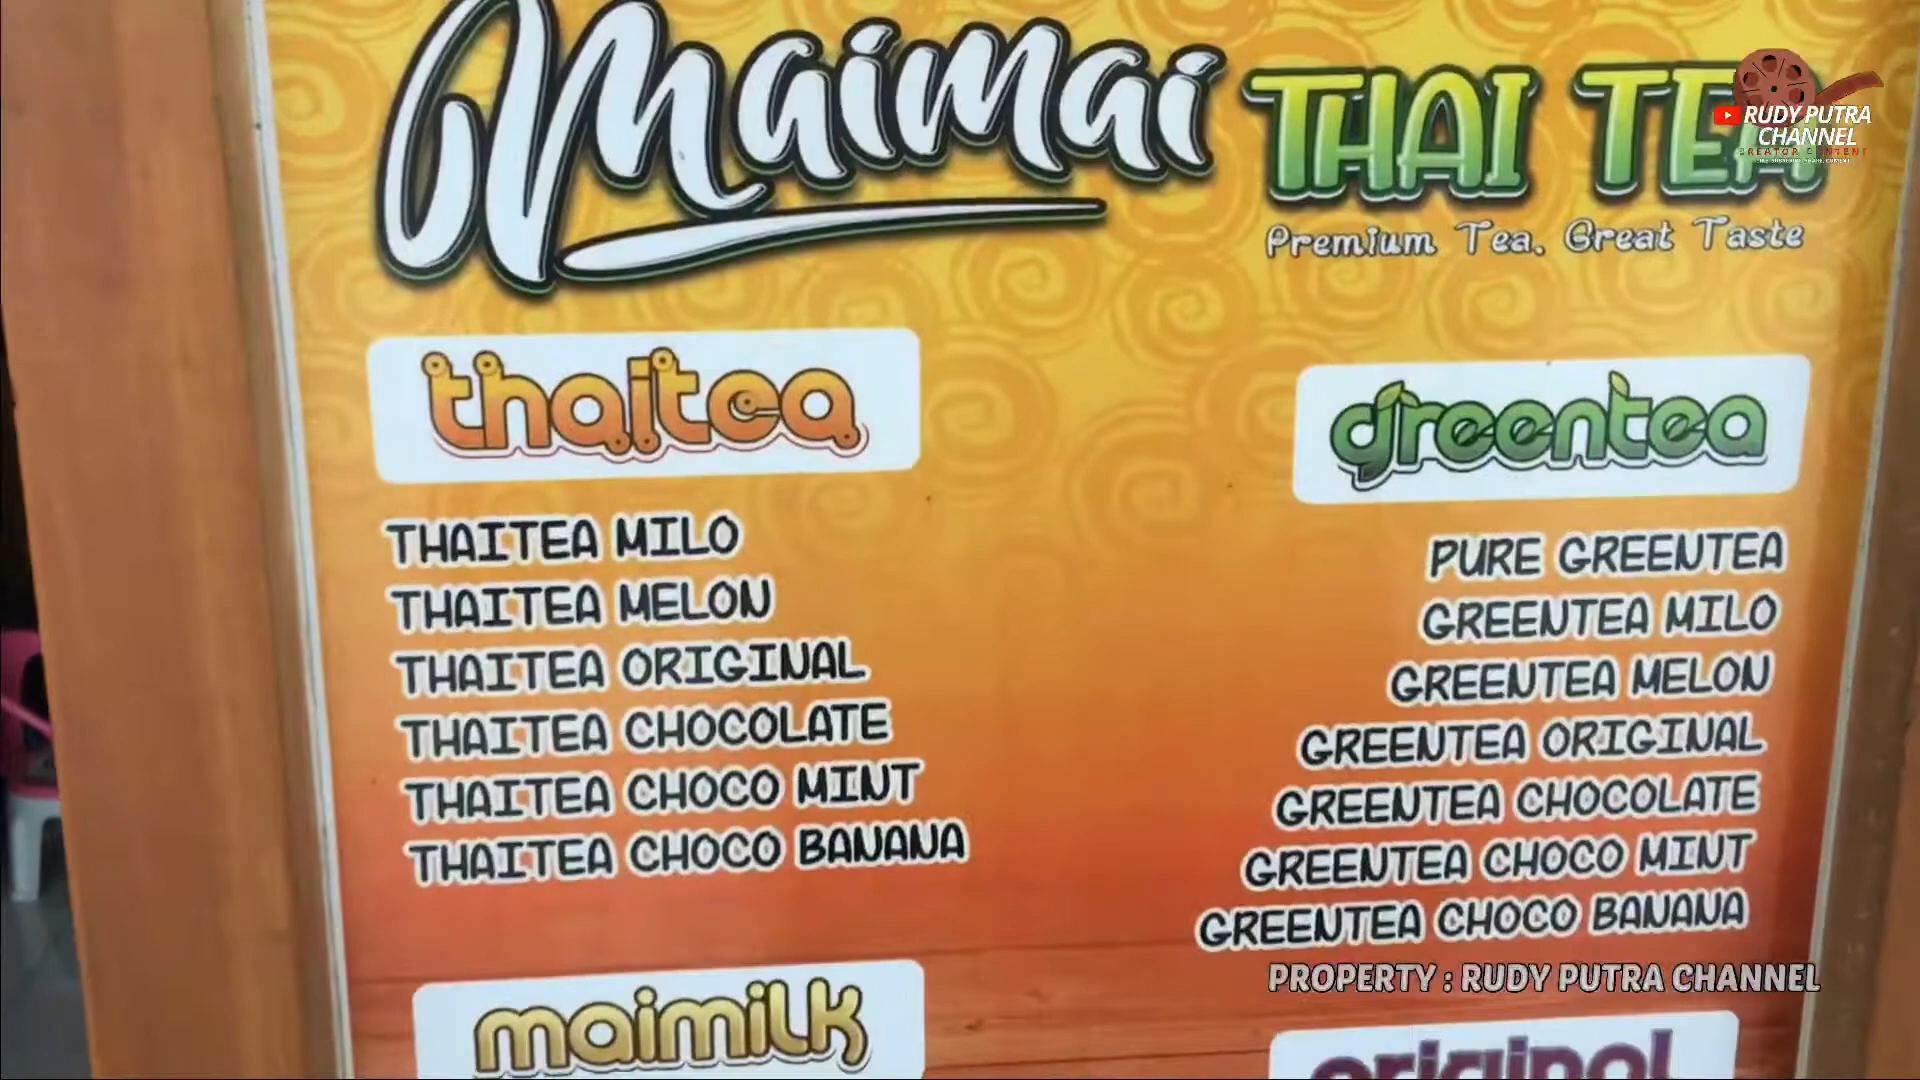 Maimai THAI TEA
Premium Tea. Great Taste
RUDY PUTRA
CHANNEL
CREATOR CONTENT
thaitea
THAITEA MILO
THAITEA MELON
THAITEA ORIGINAL
THAITEA CHOCOLATE
THAITEA CHOCO MINT
THAITEA CHOCO BANANA
greentea
PURE GREENTEA
GREENTEA MILO
GREENTEA MELON
GREENTEA ORIGINAL
GREENTEA CHOCOLATE
GREENTEA CHOCO MINT
GREENTEA CHOCO BANANA
PROPERTY : RUDY PUTRA CHANNEL
maimilk
original